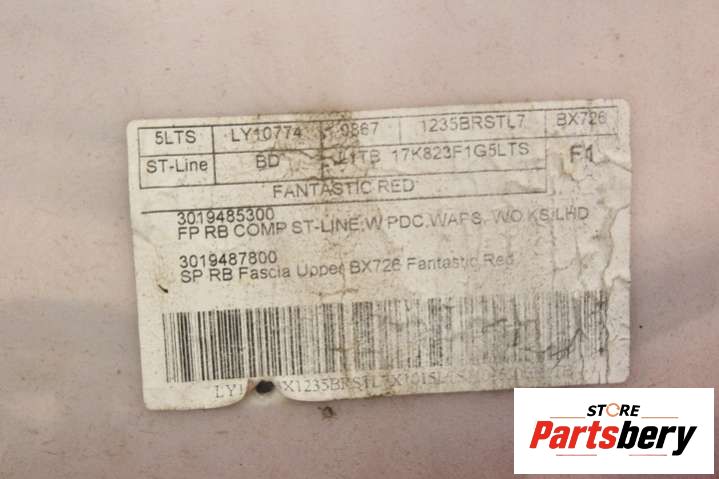 5LTS LY10774 9867 1235BRSTL7 BX726
ST-Line BD 17K823F1G5LTS F1
FANTASTIC RED
3019485300
FP RB COMP ST-LINE,W PDC,WAPS, WO KS/LHD
3019487800
SP RB Fascia Upper BX726 Fantastic Red
STORE
Partsbery